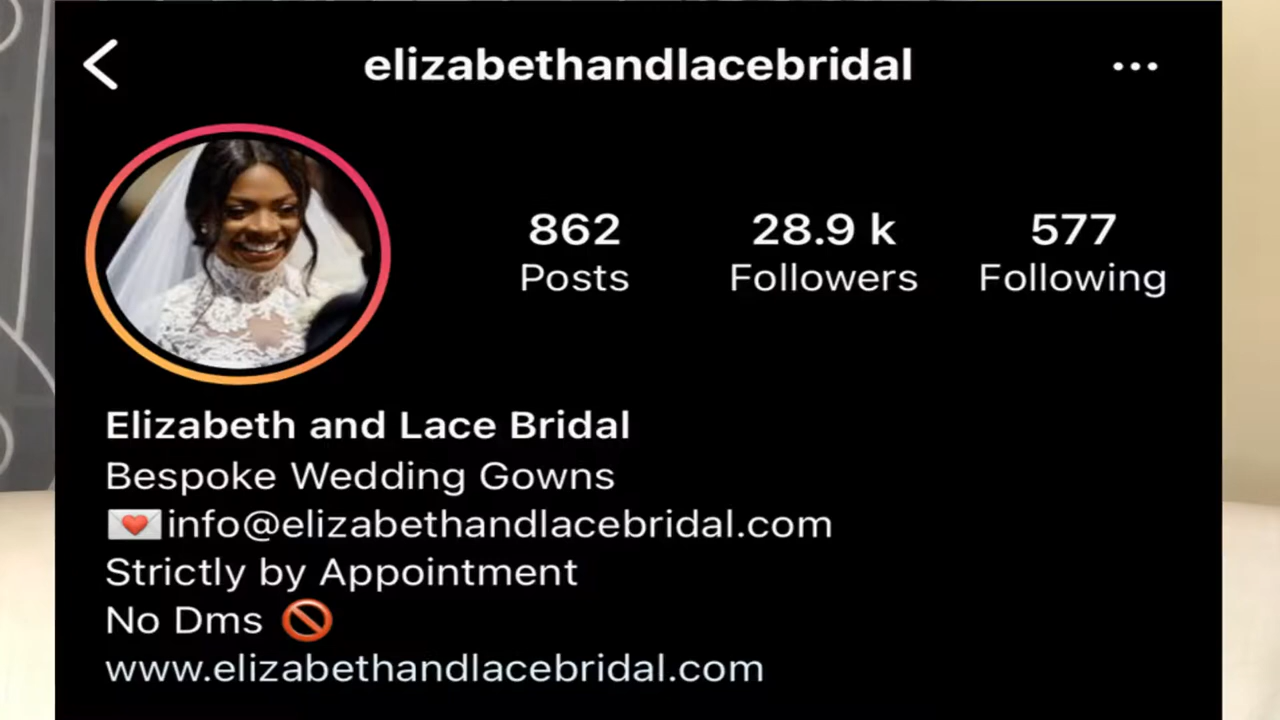 elizabethandlacebridal
862 28.9 k 577
Posts Followers Following
Elizabeth and Lace Bridal
Bespoke Wedding Gowns
💌info@elizabethandlacebridal.com
Strictly by Appointment
No Dms 🚫
www.elizabethandlacebridal.com